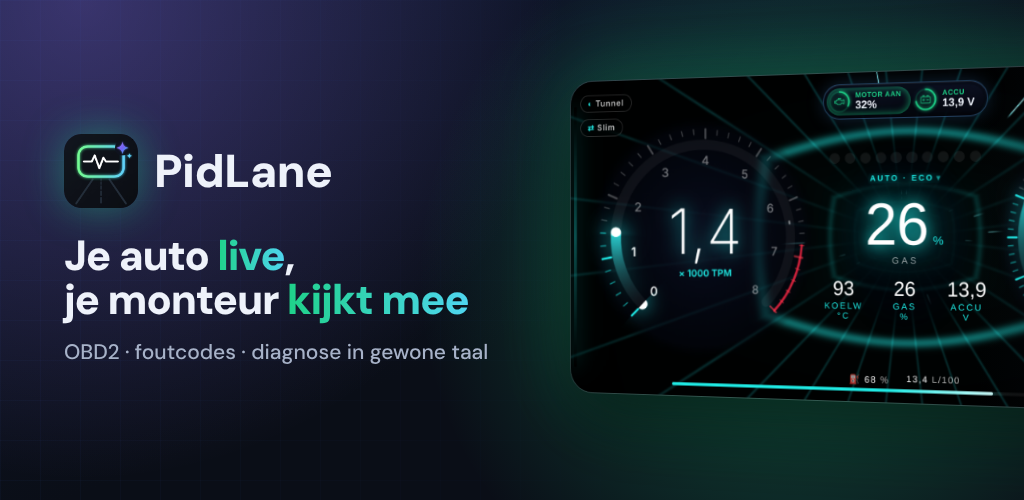 PidLane
Je auto live,
je monteur kijkt mee
OBD2 · foutcodes · diagnose in gewone taal
Tunnel
⇄ Slim
MOTOR AAN
32%
ACCU
13,9 V
0
1
2
3
4
5
6
7
8
1,4
× 1000 TPM
AUTO · ECO
26 %
GAS
93
KOELW
°C
26
GAS
%
13,9
ACCU
V
68 %
13,4 L/100